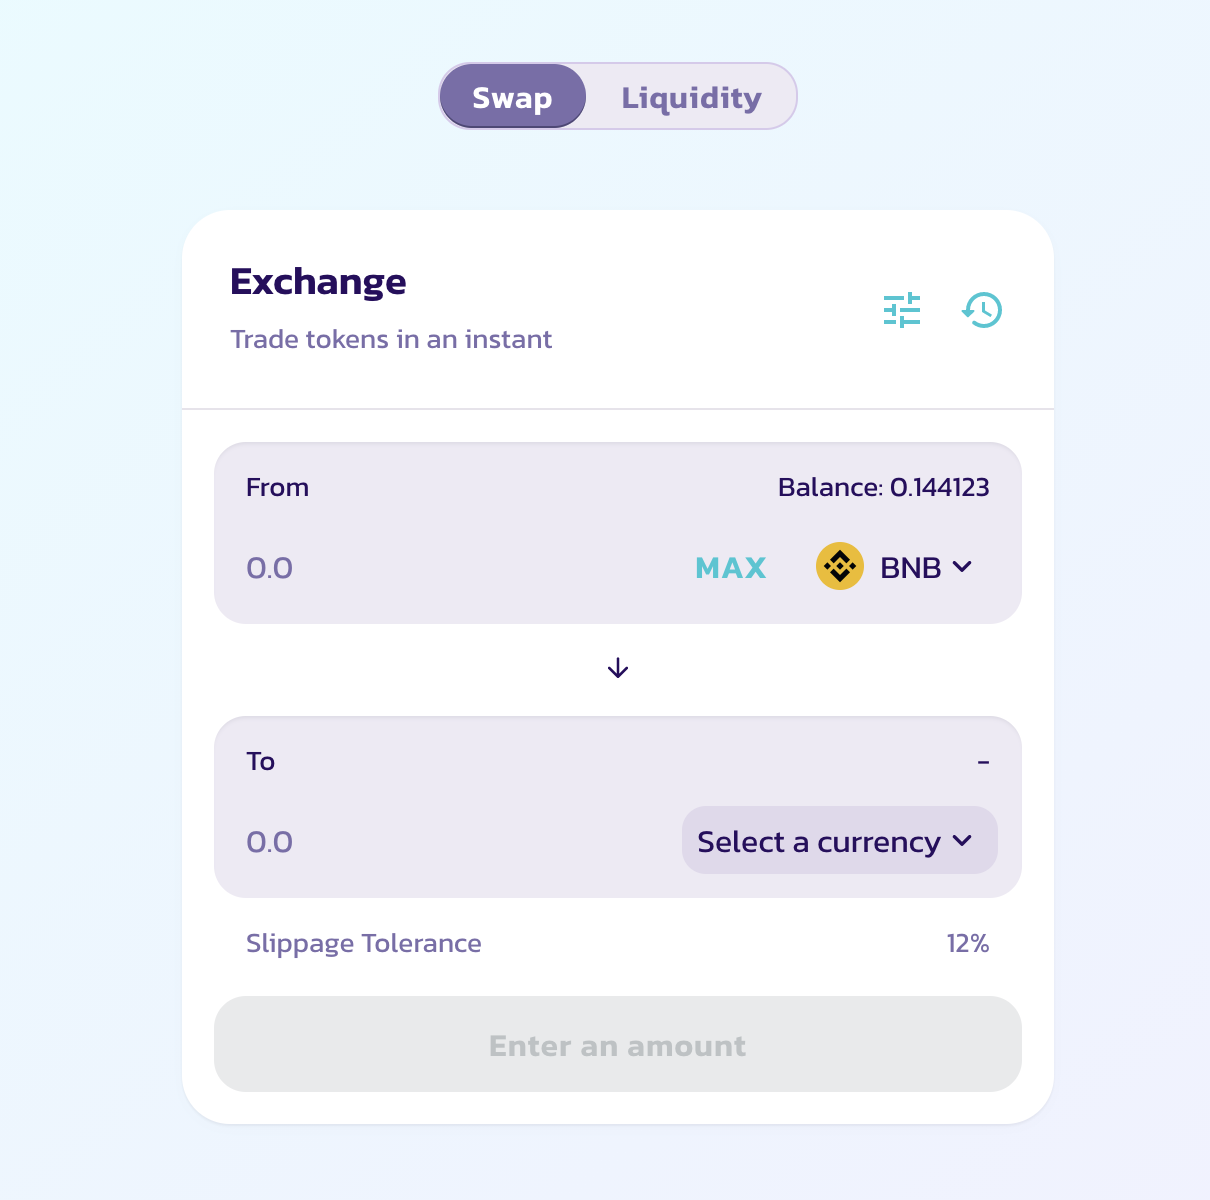 Swap Liquidity
Exchange
Trade tokens in an instant
From Balance: 0.144123
0.0 MAX BNB
To -
0.0 Select a currency
Slippage Tolerance 12%
Enter an amount